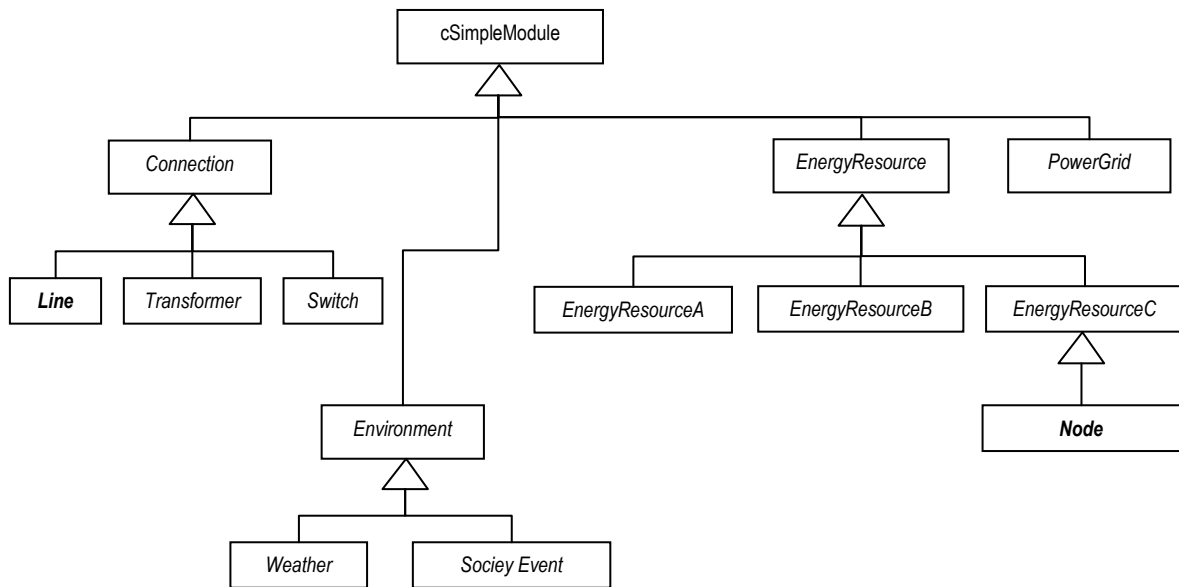 cSimpleModule
Connection
EnergyResource
PowerGrid
Line
Transformer
Switch
EnergyResourceA
EnergyResourceB
EnergyResourceC
Environment
Node
Weather
Sociey Event